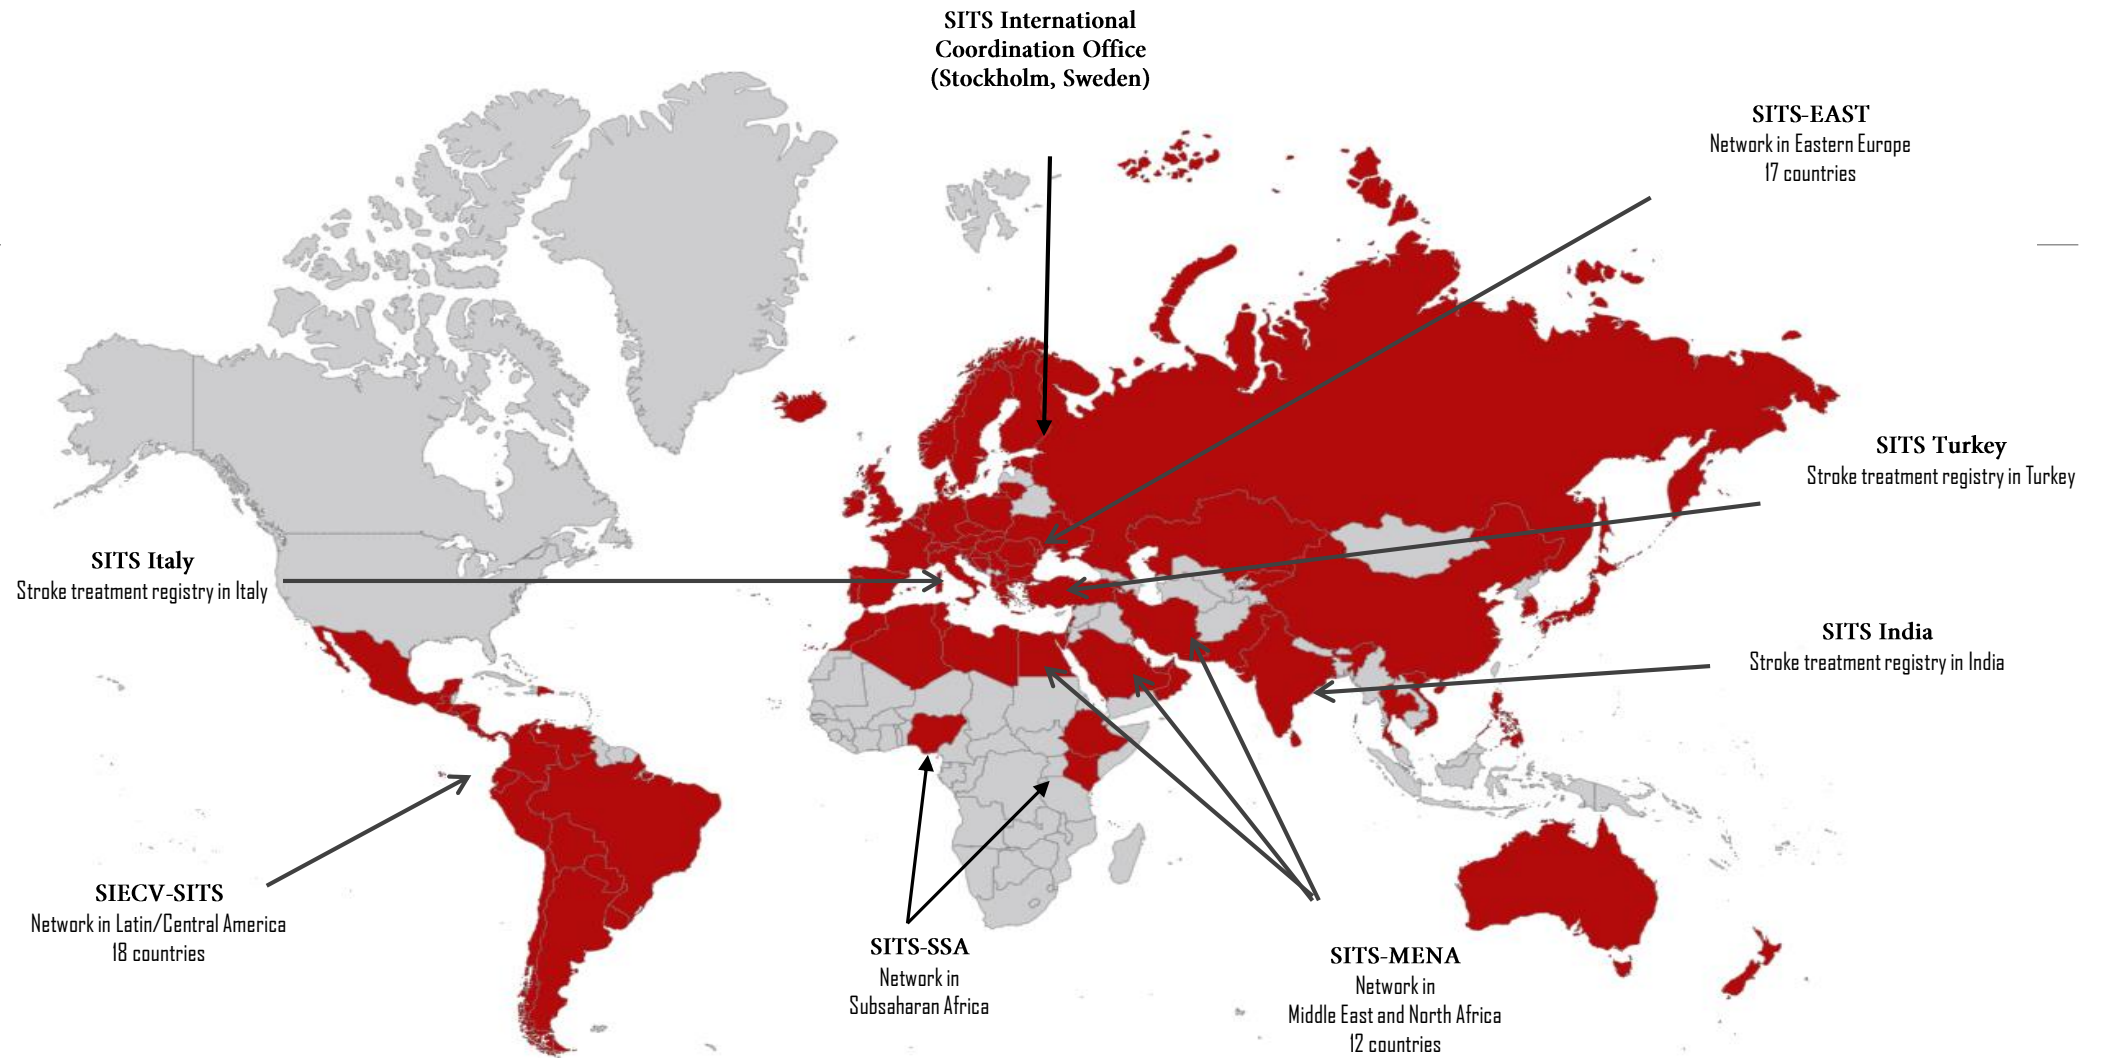 SITS International
Coordination Office
(Stockholm, Sweden)
SITS-EAST
Network in Eastern Europe
17 countries
SITS Turkey
Stroke treatment registry in Turkey
SITS Italy
Stroke treatment registry in Italy
SITS India
Stroke treatment registry in India
SIECV-SITS
Network in Latin/Central America
18 countries
SITS-SSA
Network in
Subsaharan Africa
SITS-MENA
Network in
Middle East and North Africa
12 countries